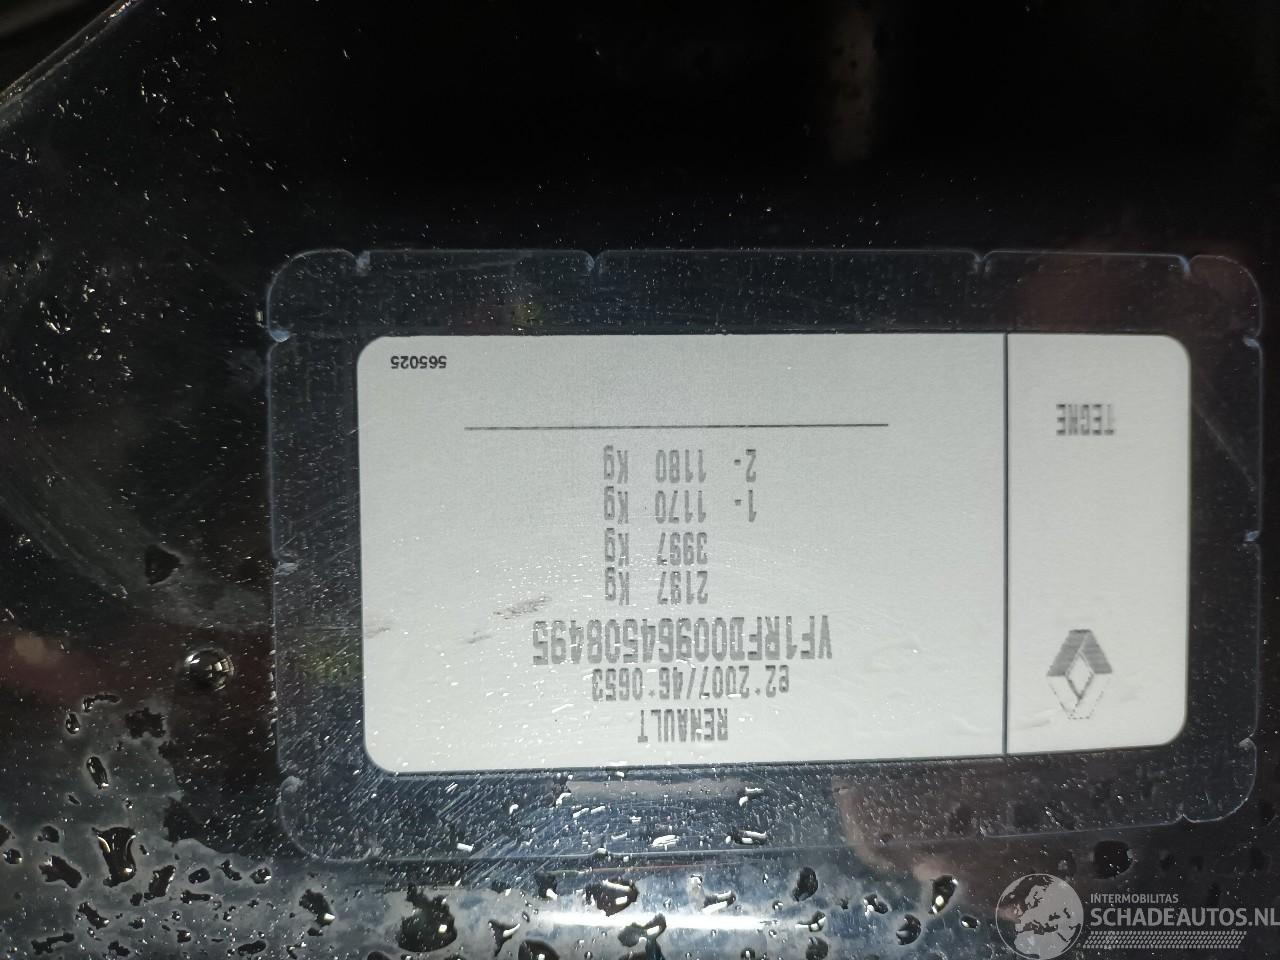 RENAULT
e2*2007/46*0653
VF1RFD00964508495
2197 Kg
3997 Kg
1- 1170 Kg
2- 1180 Kg
TEGNE
565025
INTERMOBILITAS
SCHADEAUTOS.NL